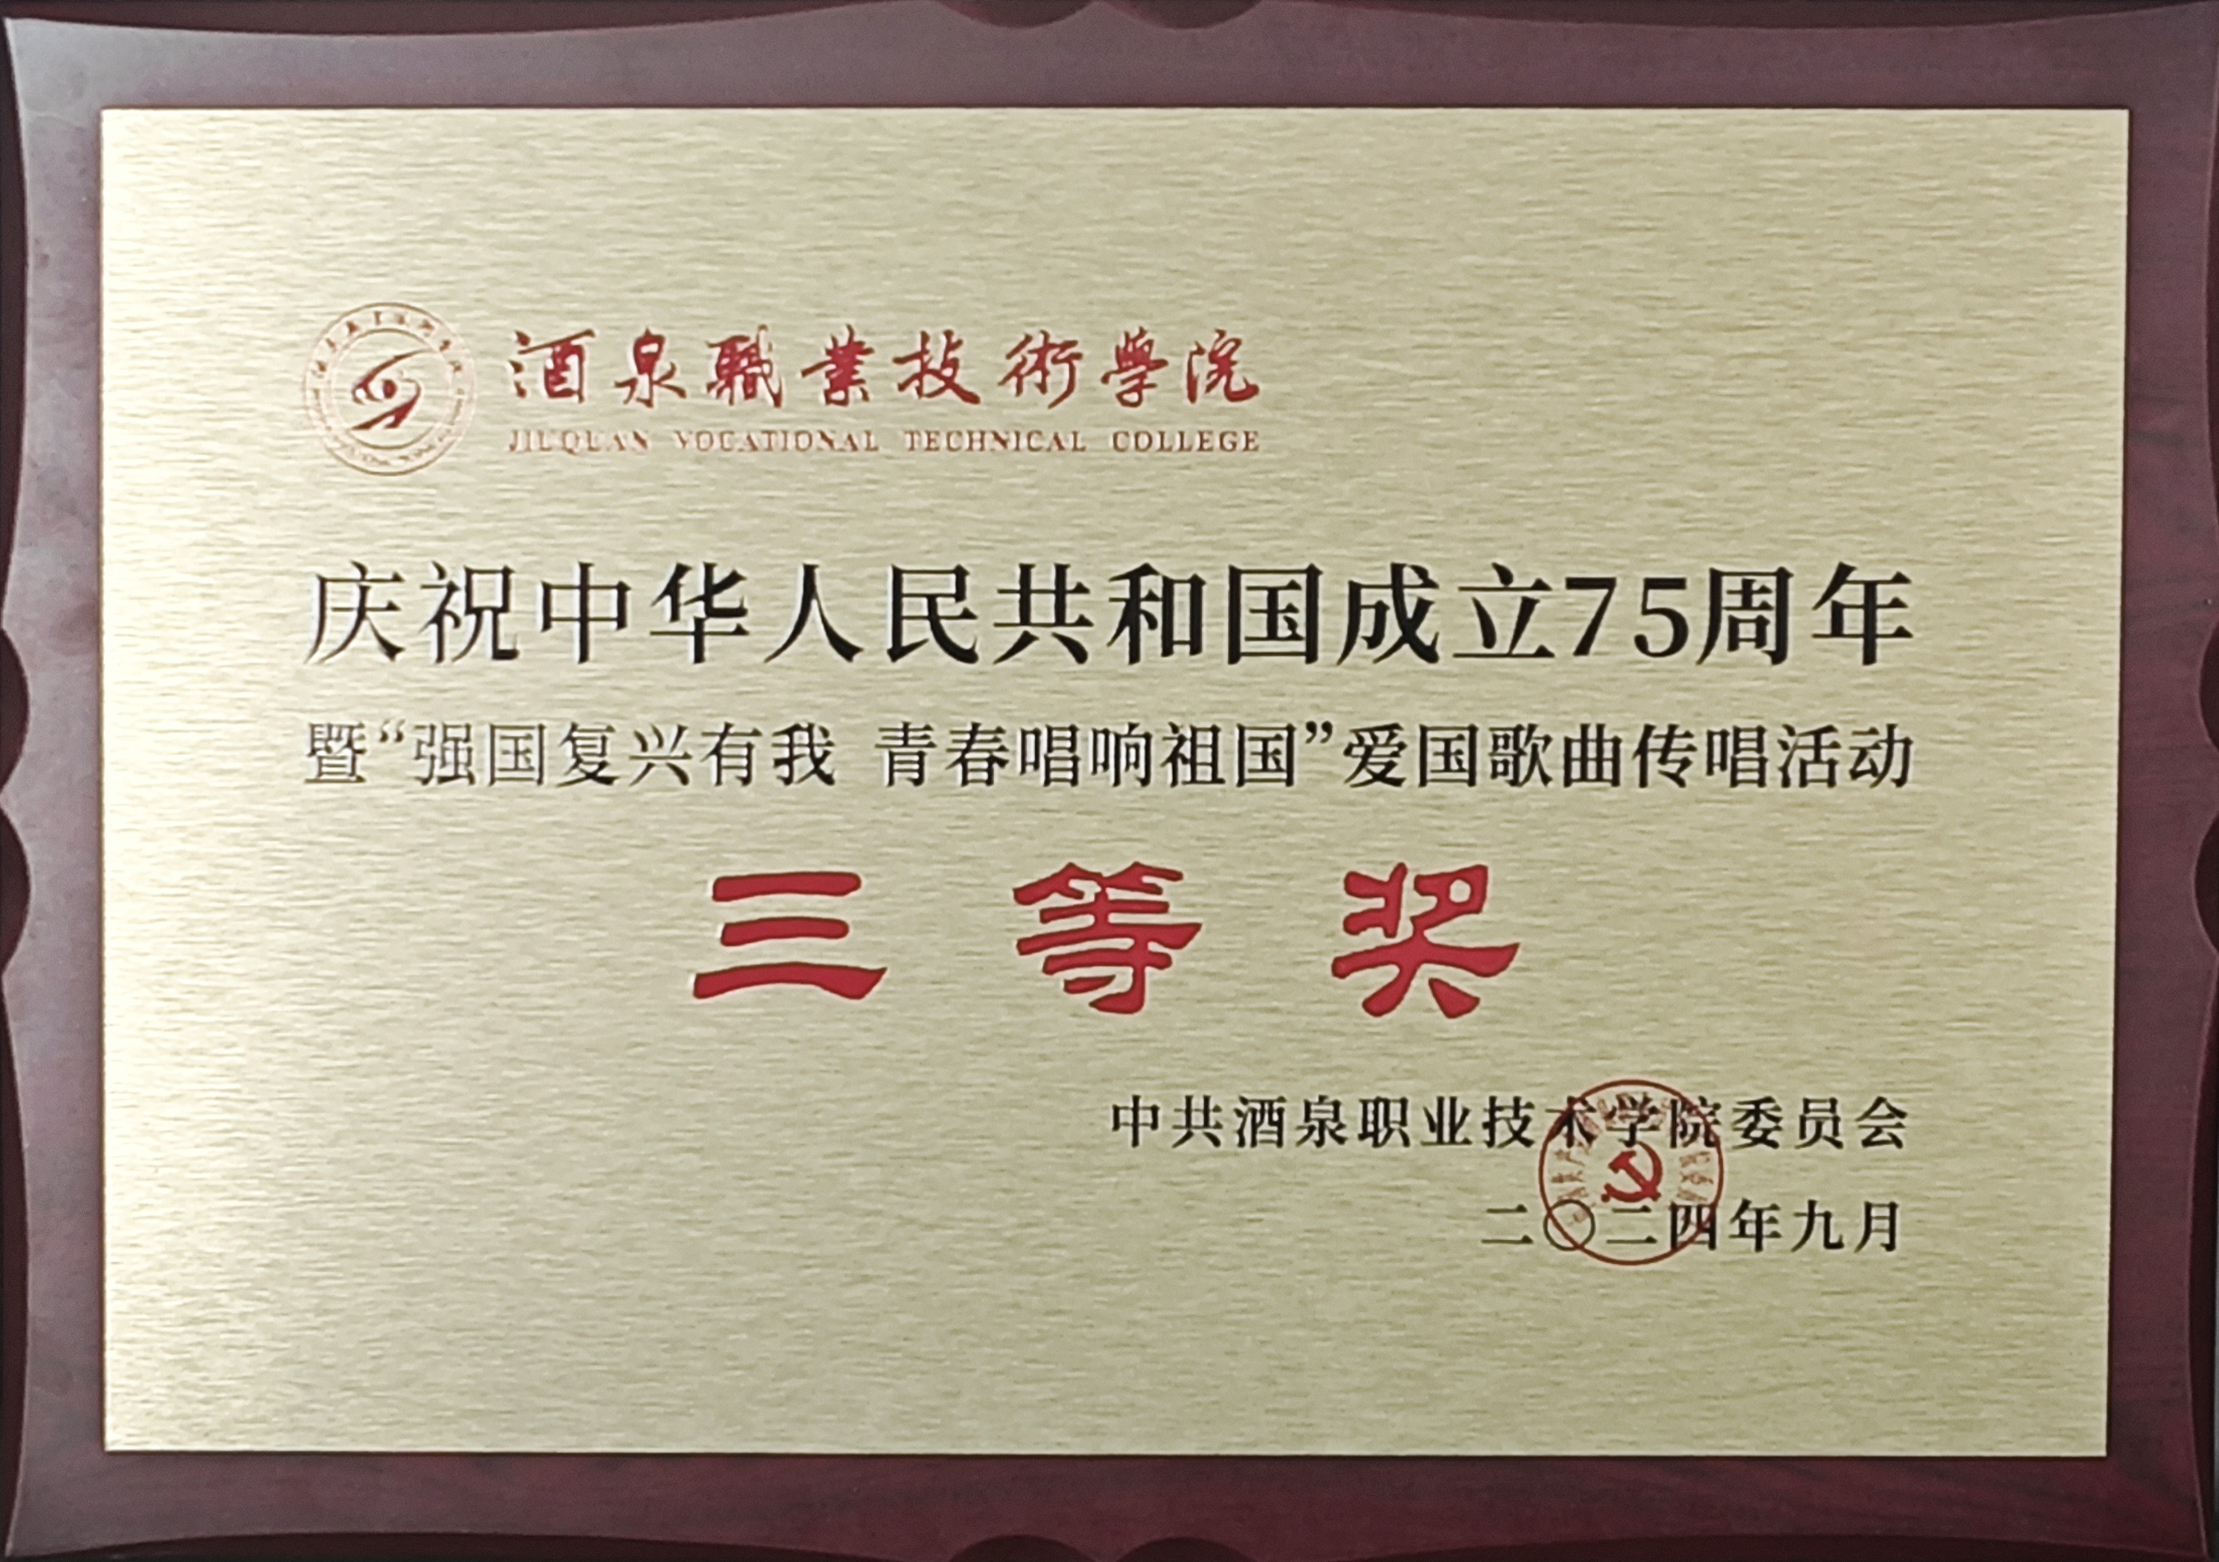 酒泉職業技術學院
JIUQUAN VOCATIONAL TECHNICAL COLLEGE
庆祝中华人民共和国成立75周年
暨“强国复兴有我 青春唱响祖国”爱国歌曲传唱活动
三等奖
中共酒泉职业技术学院委员会
二〇二四年九月